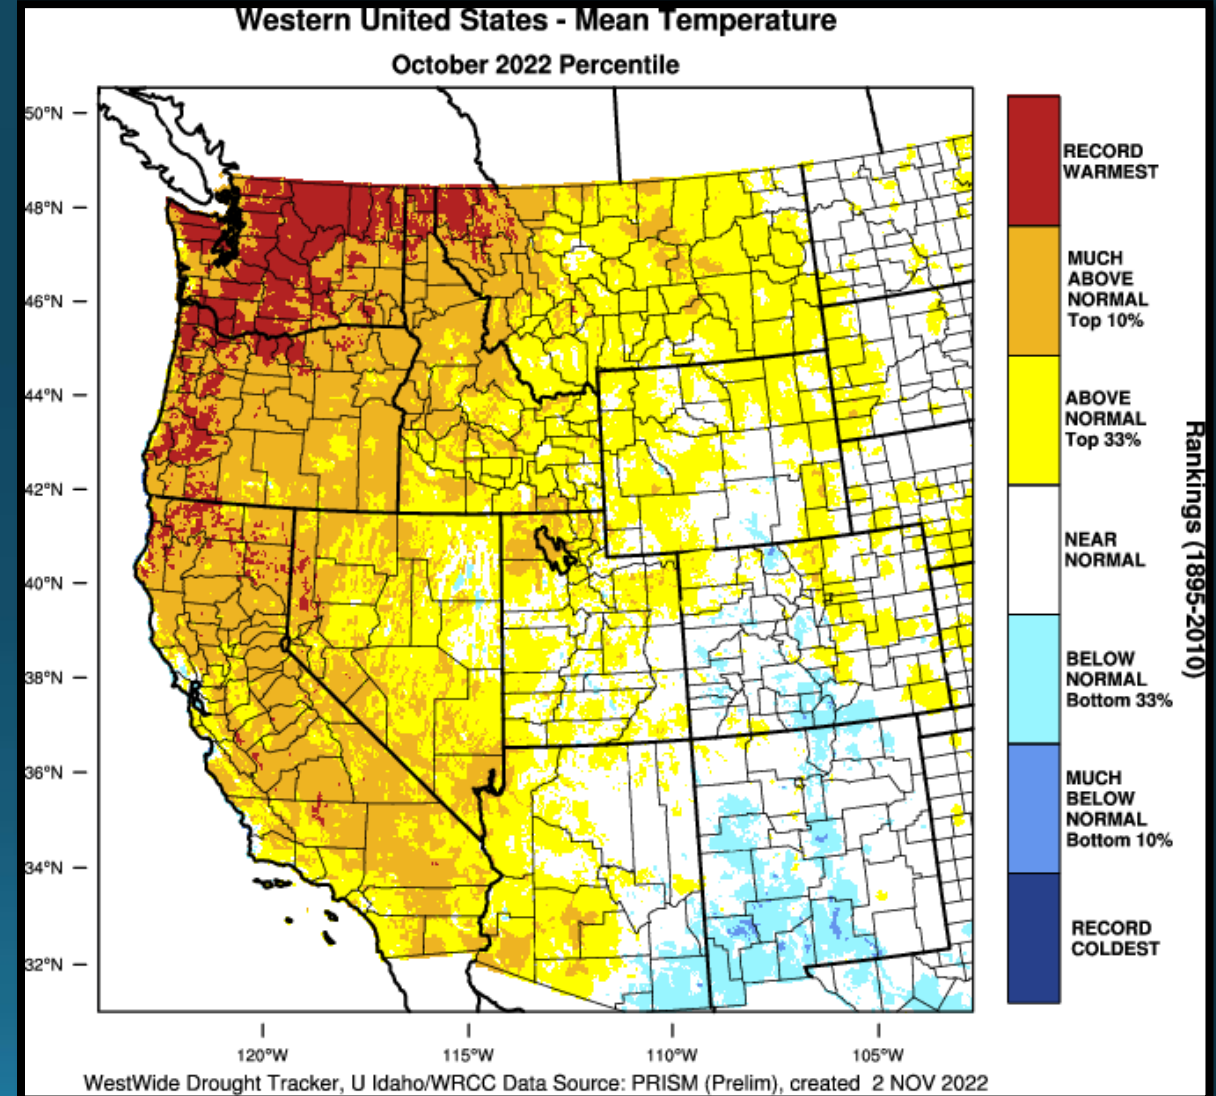 Western United States - Mean Temperature
October 2022 Percentile
50°N
48°N
46°N
44°N
42°N
40°N
38°N
36°N
34°N
32°N
120°W
115°W
110°W
105°W
RECORD
WARMEST
MUCH
ABOVE
NORMAL
Top 10%
ABOVE
NORMAL
Top 33%
NEAR
NORMAL
BELOW
NORMAL
Bottom 33%
MUCH
BELOW
NORMAL
Bottom 10%
RECORD
COLDEST
Rankings (1895-2010)
WestWide Drought Tracker, U Idaho/WRCC Data Source: PRISM (Prelim), created 2 NOV 2022